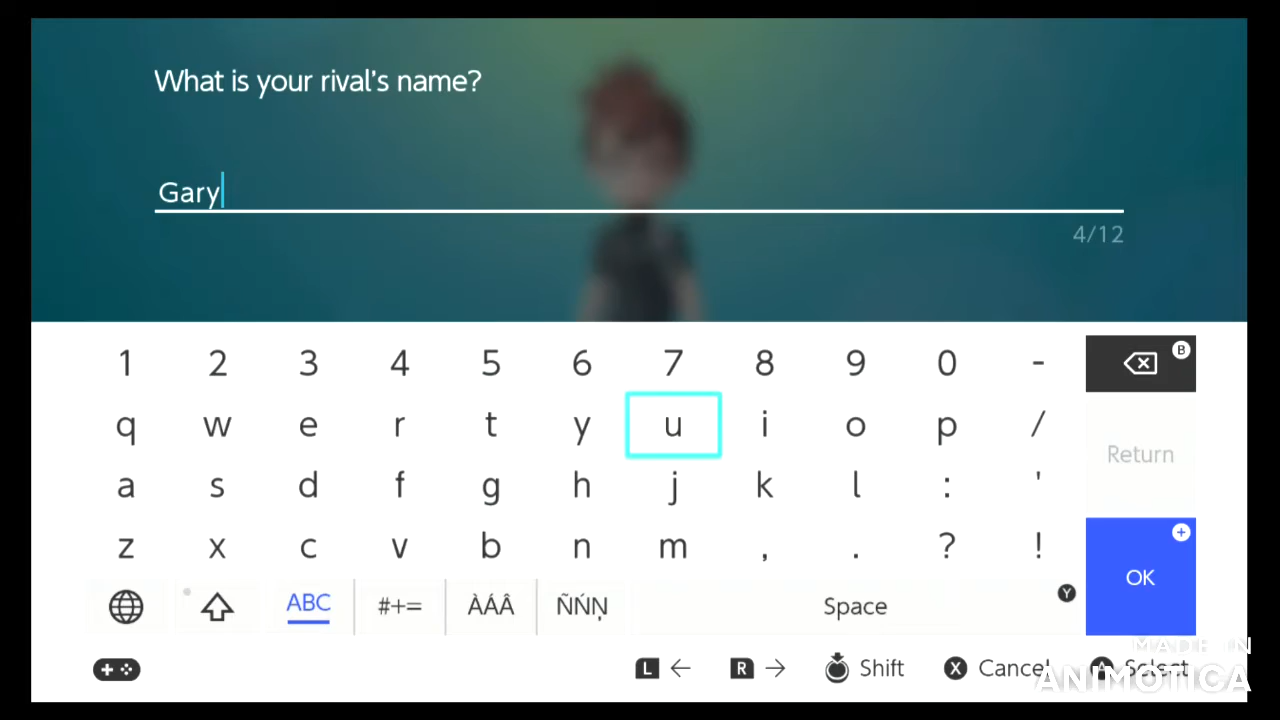 What is your rival's name?
Gary
4/12
1 2 3 4 5 6 7 8 9 0 - B
q w e r t y u i o p /
Return
a s d f g h j k l : '
z x c v b n m , . ? ! +
OK
ABC #+= ÀÁÂ ÑŃŅ Space Y
L ← R → Shift X Cancel A Select
MADE IN
ANIMOTICA